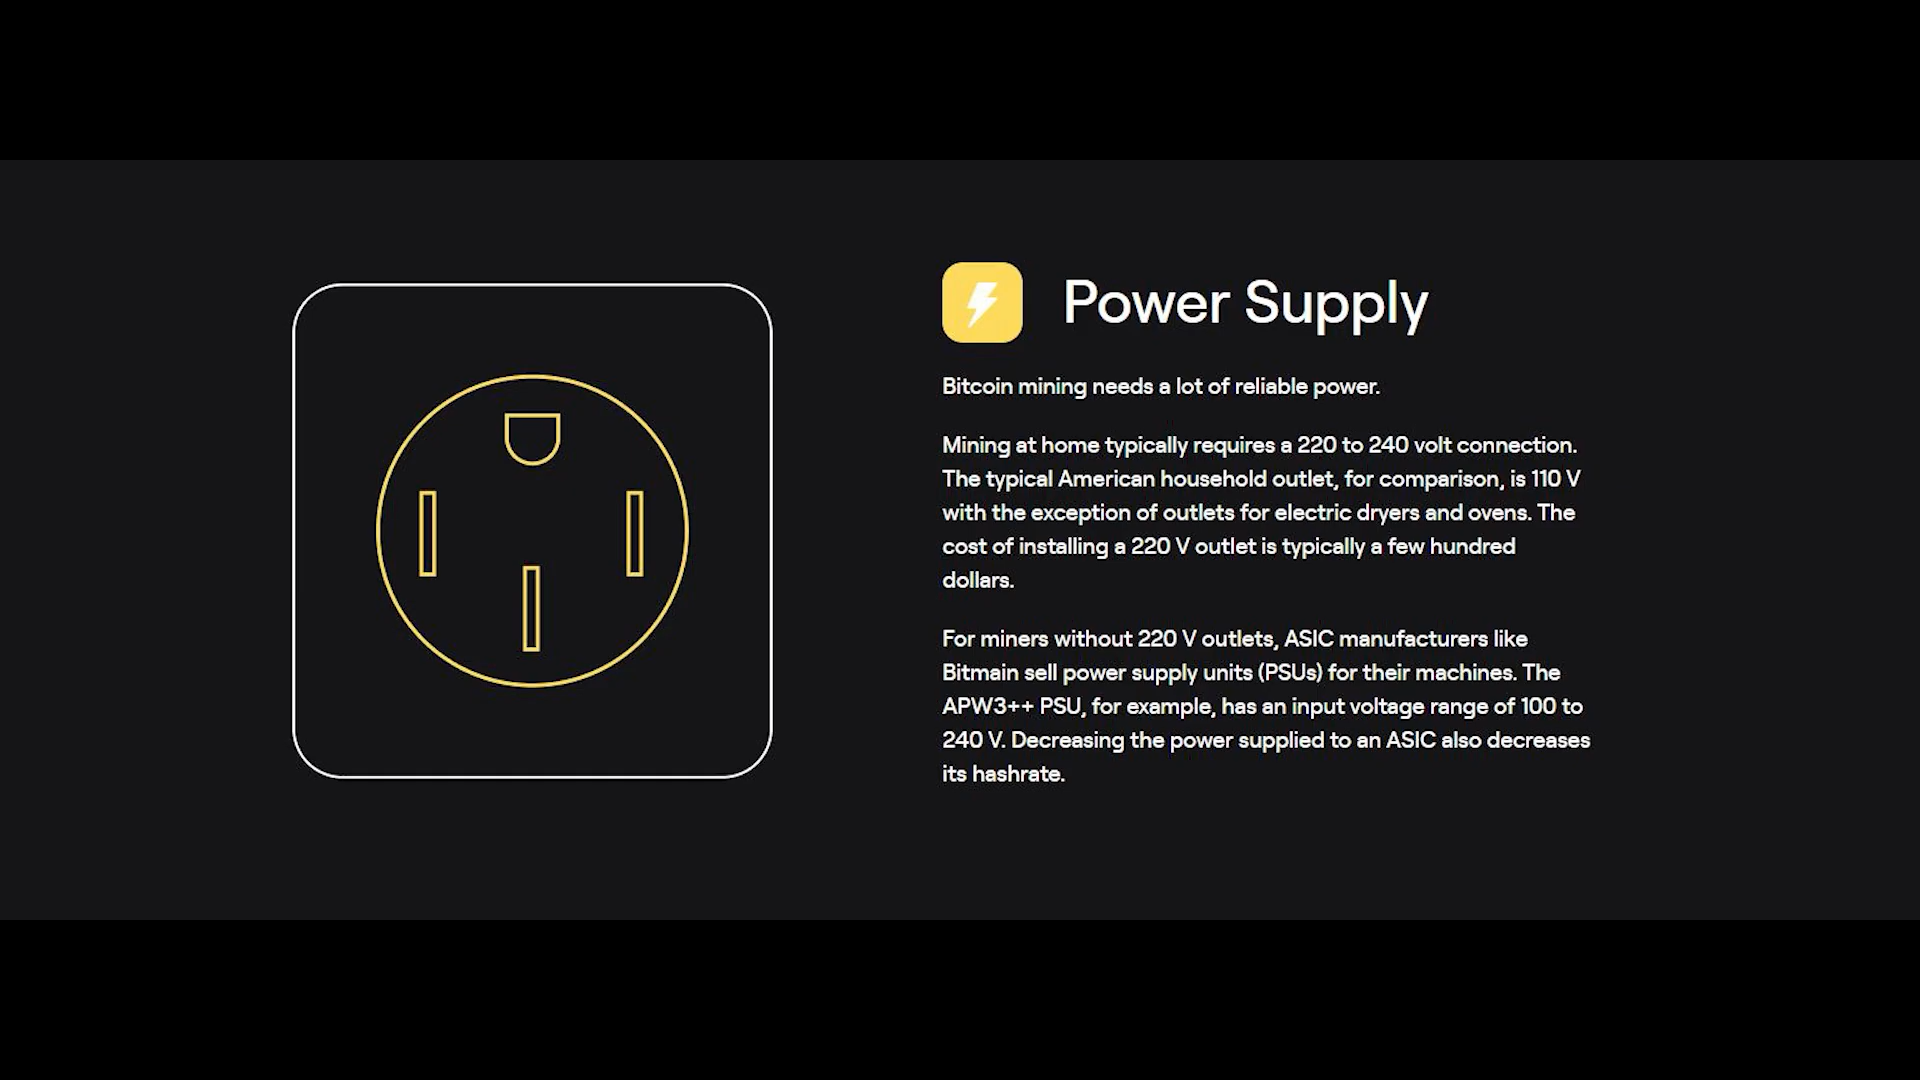 Power Supply
Bitcoin mining needs a lot of reliable power.
Mining at home typically requires a 220 to 240 volt connection.
The typical American household outlet, for comparison, is 110 V
with the exception of outlets for electric dryers and ovens. The
cost of installing a 220 V outlet is typically a few hundred
dollars.
For miners without 220 V outlets, ASIC manufacturers like
Bitmain sell power supply units (PSUs) for their machines. The
APW3++ PSU, for example, has an input voltage range of 100 to
240 V. Decreasing the power supplied to an ASIC also decreases
its hashrate.